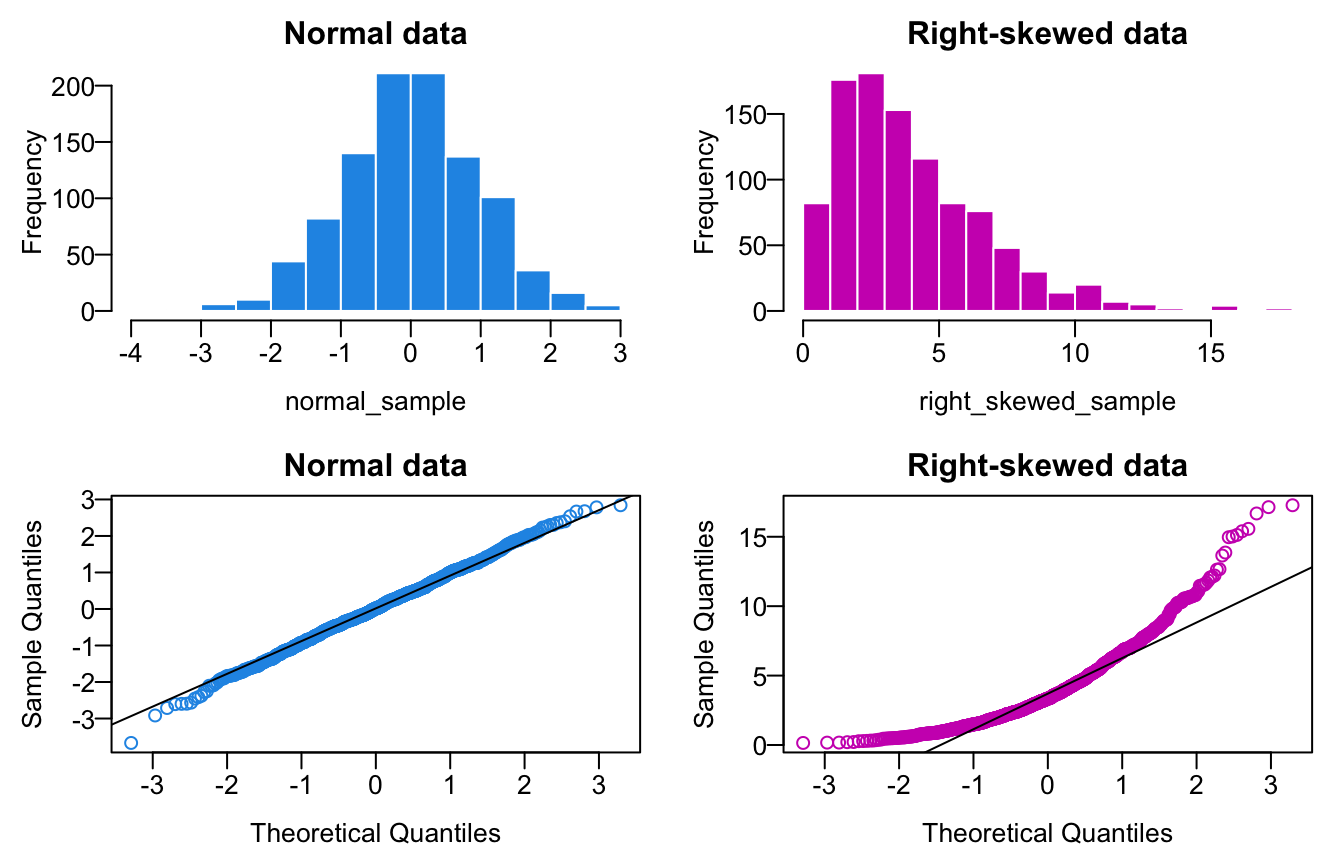 Normal data
Frequency
200
150
100
50
0
-4 -3 -2 -1 0 1 2 3
normal_sample
Right-skewed data
Frequency
150
100
50
0
0 5 10 15
right_skewed_sample
Normal data
Sample Quantiles
3
2
1
0
-1
-2
-3
-3 -2 -1 0 1 2 3
Theoretical Quantiles
Right-skewed data
Sample Quantiles
15
10
5
0
-3 -2 -1 0 1 2 3
Theoretical Quantiles